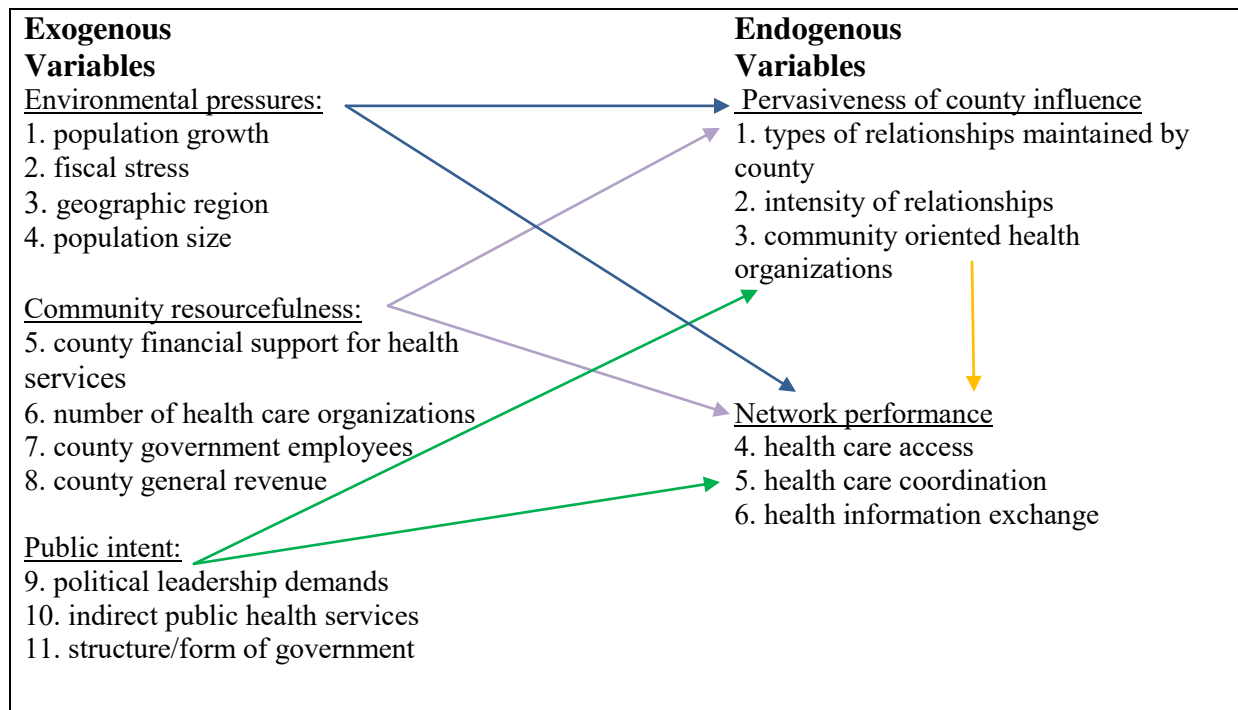 Exogenous
Variables
Environmental pressures:
1. population growth
2. fiscal stress
3. geographic region
4. population size
Community resourcefulness:
5. county financial support for health
services
6. number of health care organizations
7. county government employees
8. county general revenue
Public intent:
9. political leadership demands
10. indirect public health services
11. structure/form of government
Endogenous
Variables
Pervasiveness of county influence
1. types of relationships maintained by
county
2. intensity of relationships
3. community oriented health
organizations
Network performance
4. health care access
5. health care coordination
6. health information exchange